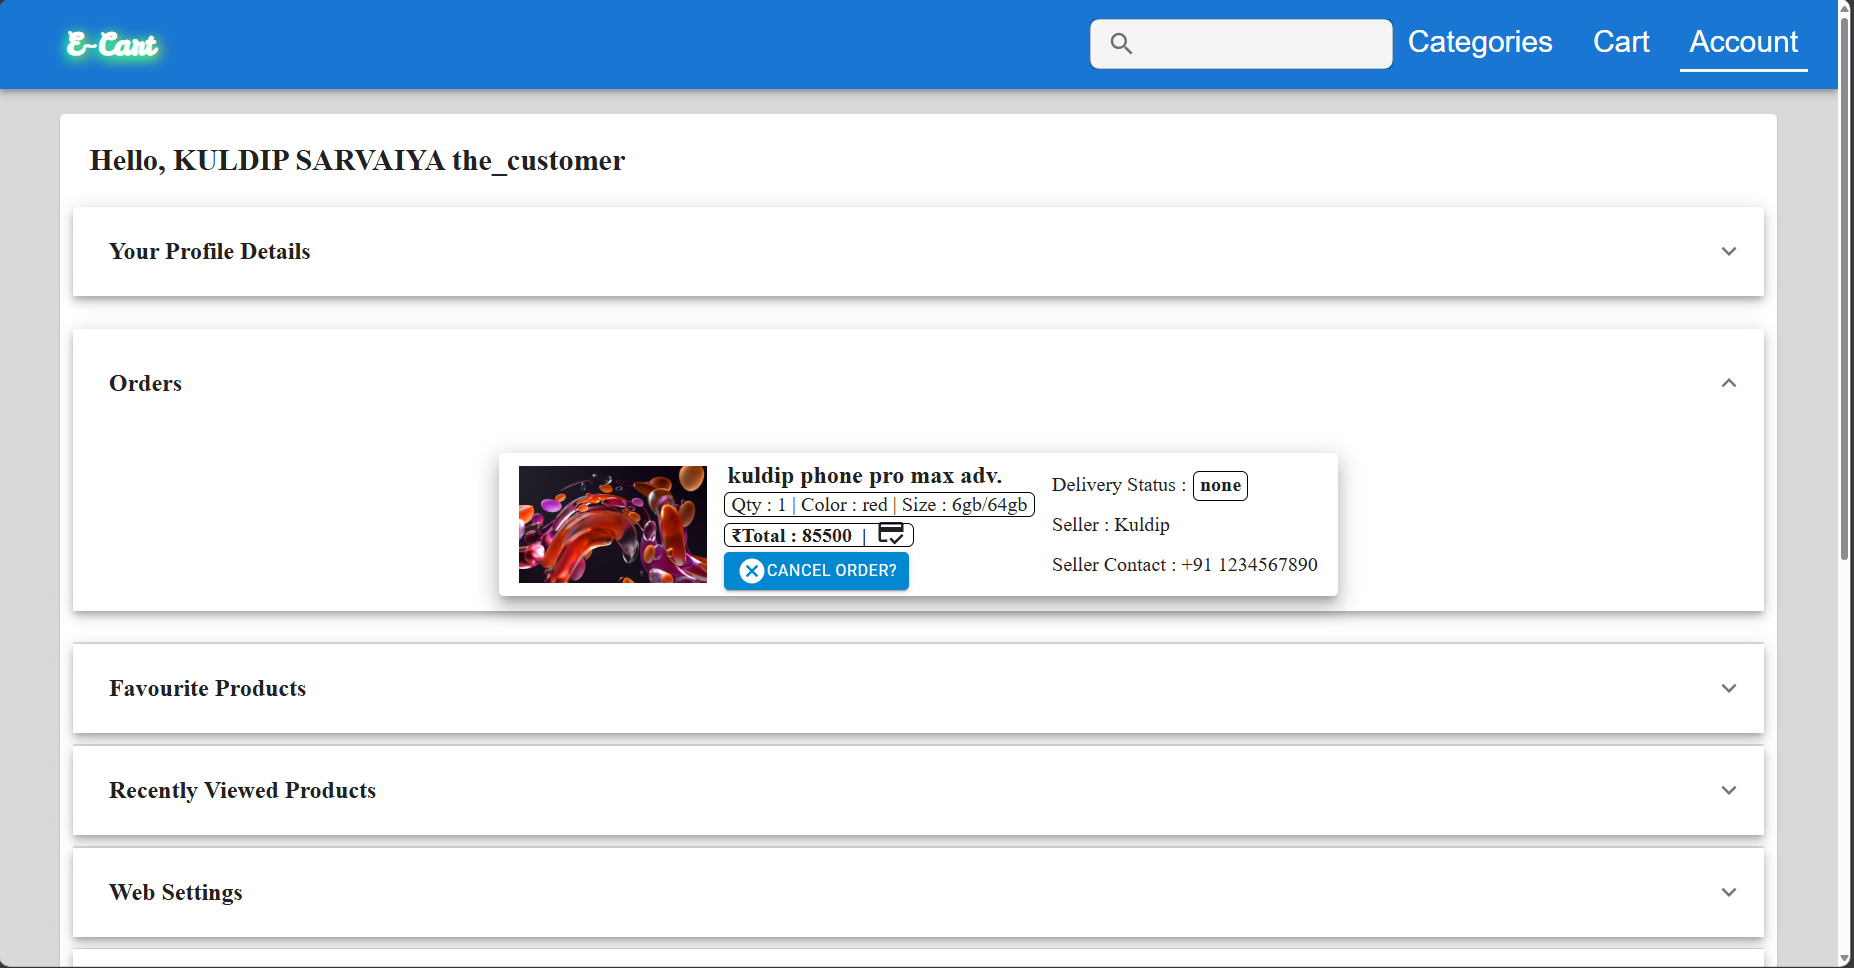 E-Cart
Categories
Cart
Account
Hello, KULDIP SARVAIYA the_customer
Your Profile Details
Orders
kuldip phone pro max adv.
Qty : 1 | Color : red | Size : 6gb/64gb
₹Total : 85500 |
CANCEL ORDER?
Delivery Status : none
Seller : Kuldip
Seller Contact : +91 1234567890
Favourite Products
Recently Viewed Products
Web Settings